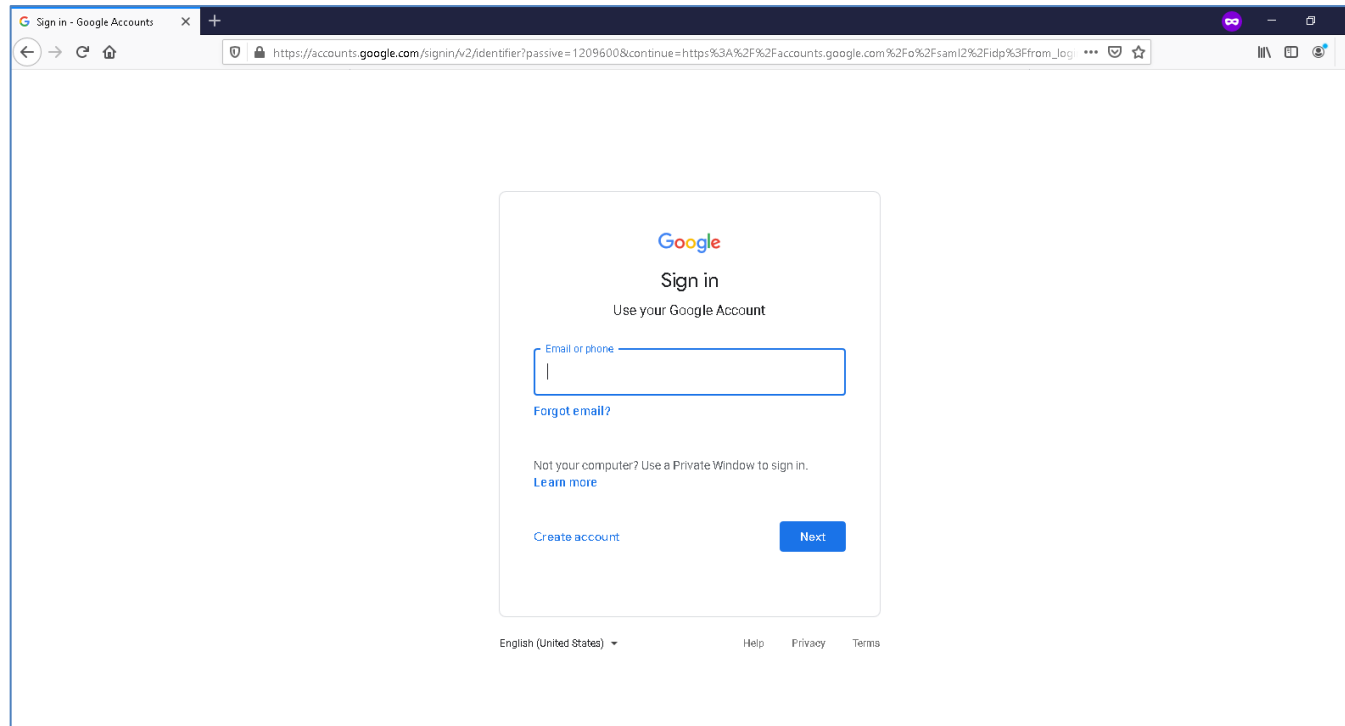 Sign in - Google Accounts
https://accounts.google.com/signin/v2/identifier?passive=1209600&continue=https%3A%2F%2Faccounts.google.com%2Fo%2Fsaml2%2Fidp%3Ffrom_log
Google
Sign in
Use your Google Account
Email or phone
Forgot email?
Not your computer? Use a Private Window to sign in.
Learn more
Create account Next
English (United States) Help Privacy Terms